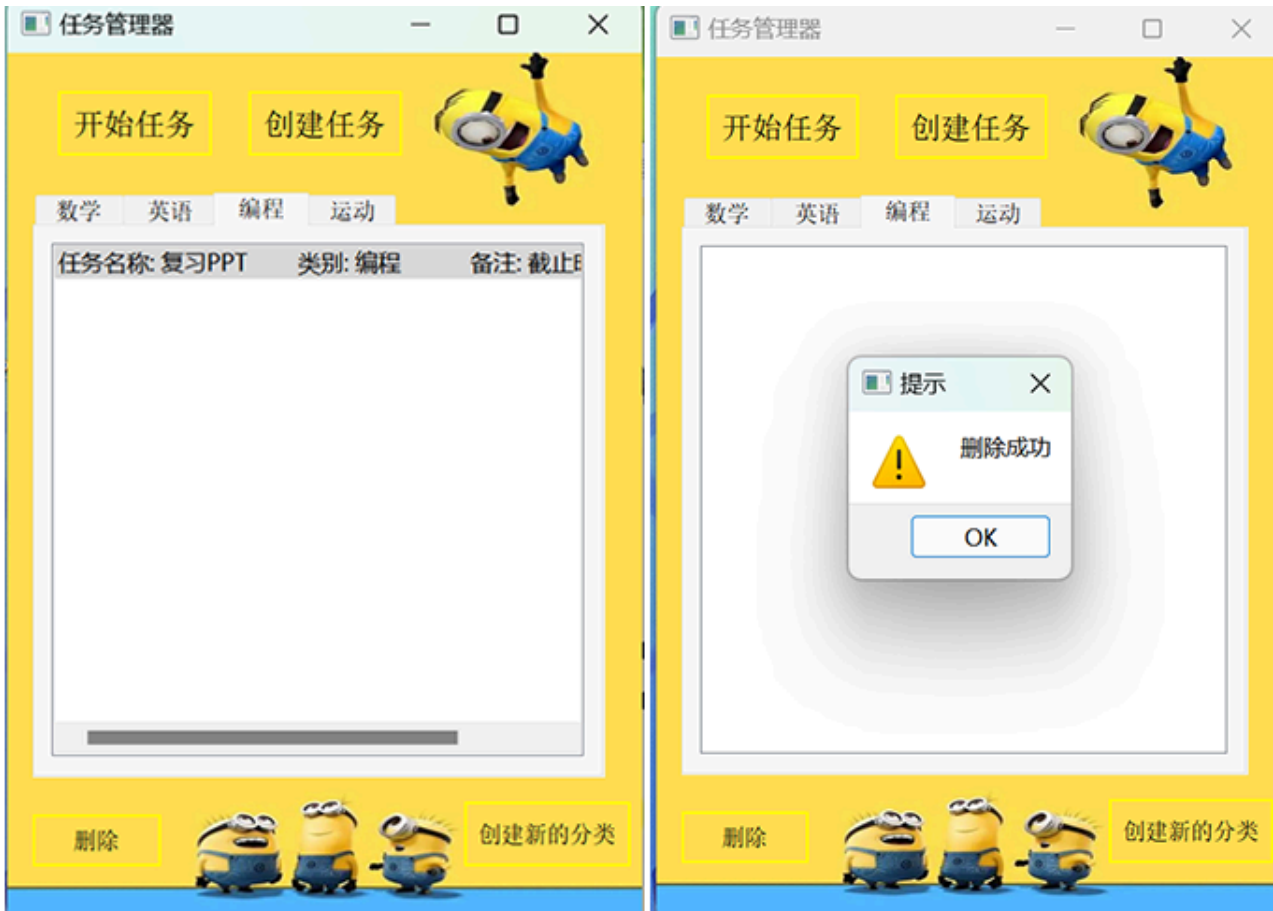 任务管理器
开始任务 创建任务
数学 英语 编程 运动
任务名称: 复习PPT 类别: 编程 备注: 截止
删除
创建新的分类
任务管理器
开始任务 创建任务
数学 英语 编程 运动
提示
删除成功
OK
删除
创建新的分类